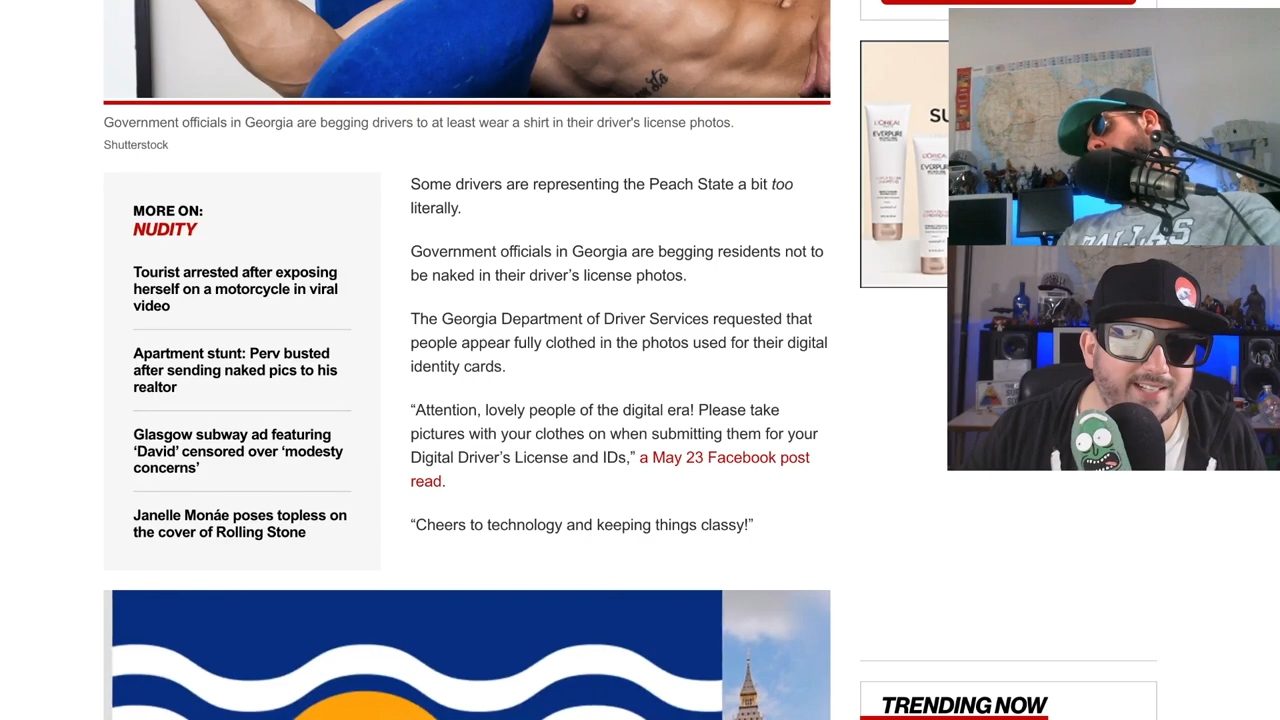 Government officials in Georgia are begging drivers to at least wear a shirt in their driver's license photos.
Shutterstock
MORE ON:
NUDITY
Tourist arrested after exposing
herself on a motorcycle in viral
video
Apartment stunt: Perv busted
after sending naked pics to his
realtor
Glasgow subway ad featuring
‘David’ censored over ‘modesty
concerns’
Janelle Monáe poses topless on
the cover of Rolling Stone
Some drivers are representing the Peach State a bit too
literally.
Government officials in Georgia are begging residents not to
be naked in their driver’s license photos.
The Georgia Department of Driver Services requested that
people appear fully clothed in the photos used for their digital
identity cards.
“Attention, lovely people of the digital era! Please take
pictures with your clothes on when submitting them for your
Digital Driver’s License and IDs,” a May 23 Facebook post
read.
“Cheers to technology and keeping things classy!”
SU
L'ORÉAL
EVERPURE
L'ORÉAL
EVERPURE
DALLAS
TRENDING NOW